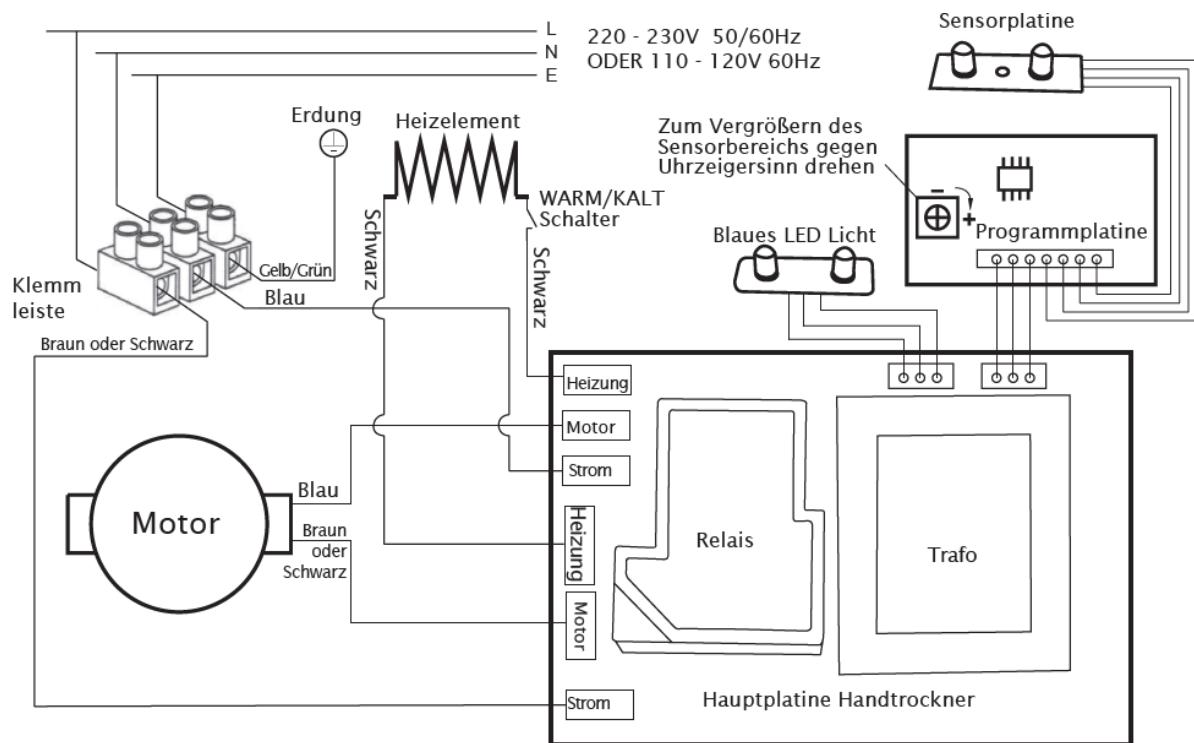 L
N
E
220 - 230V 50/60Hz
ODER 110 - 120V 60Hz
Sensorplatine
Erdung
Heizelement
Zum Vergrößern des
Sensorbereichs gegen
Uhrzeigersinn drehen
WARM/KALT
Schalter
-
+
Programmplatine
Blaues LED Licht
Schwarz
Schwarz
Gelb/Grün
Blau
Klemm
leiste
Braun oder Schwarz
Heizung
Motor
Strom
Heizung
Motor
Strom
Motor
Blau
Braun
oder
Schwarz
Relais
Trafo
Hauptplatine Handtrockner